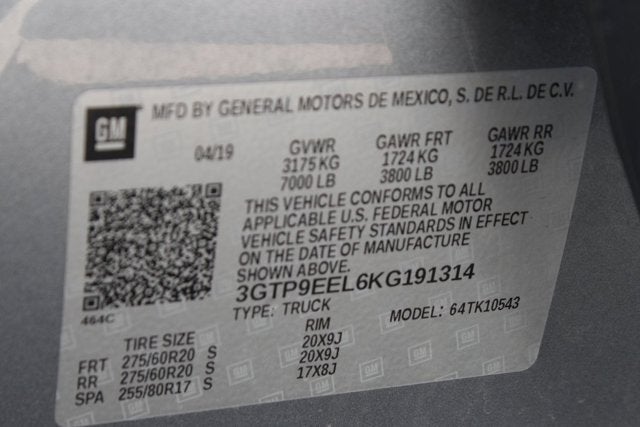 GM MFD BY GENERAL MOTORS DE MEXICO, S. DE R.L. DE C.V.
04/19 GVWR GAWR FRT GAWR RR
3175 KG 1724 KG 1724 KG
7000 LB 3800 LB 3800 LB
THIS VEHICLE CONFORMS TO ALL
APPLICABLE U.S. FEDERAL MOTOR
VEHICLE SAFETY STANDARDS IN EFFECT
ON THE DATE OF MANUFACTURE
SHOWN ABOVE.
3GTP9EEL6KG191314
464C TYPE: TRUCK MODEL: 64TK10543
TIRE SIZE RIM
FRT 275/60R20 S 20X9J
RR 275/60R20 S 20X9J
SPA 255/80R17 S 17X8J